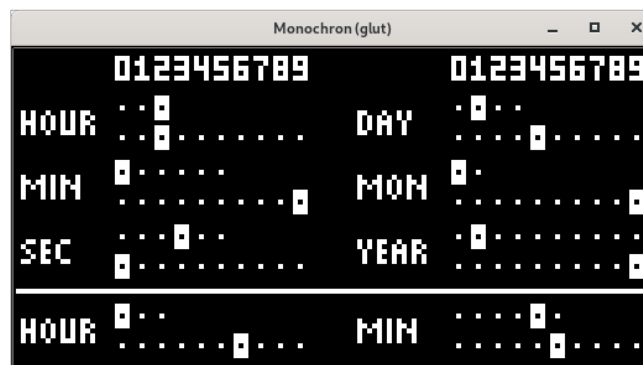 Monochron (glut)
0123456789 0123456789
HOUR DAY
MIN MON
SEC YEAR
HOUR MIN